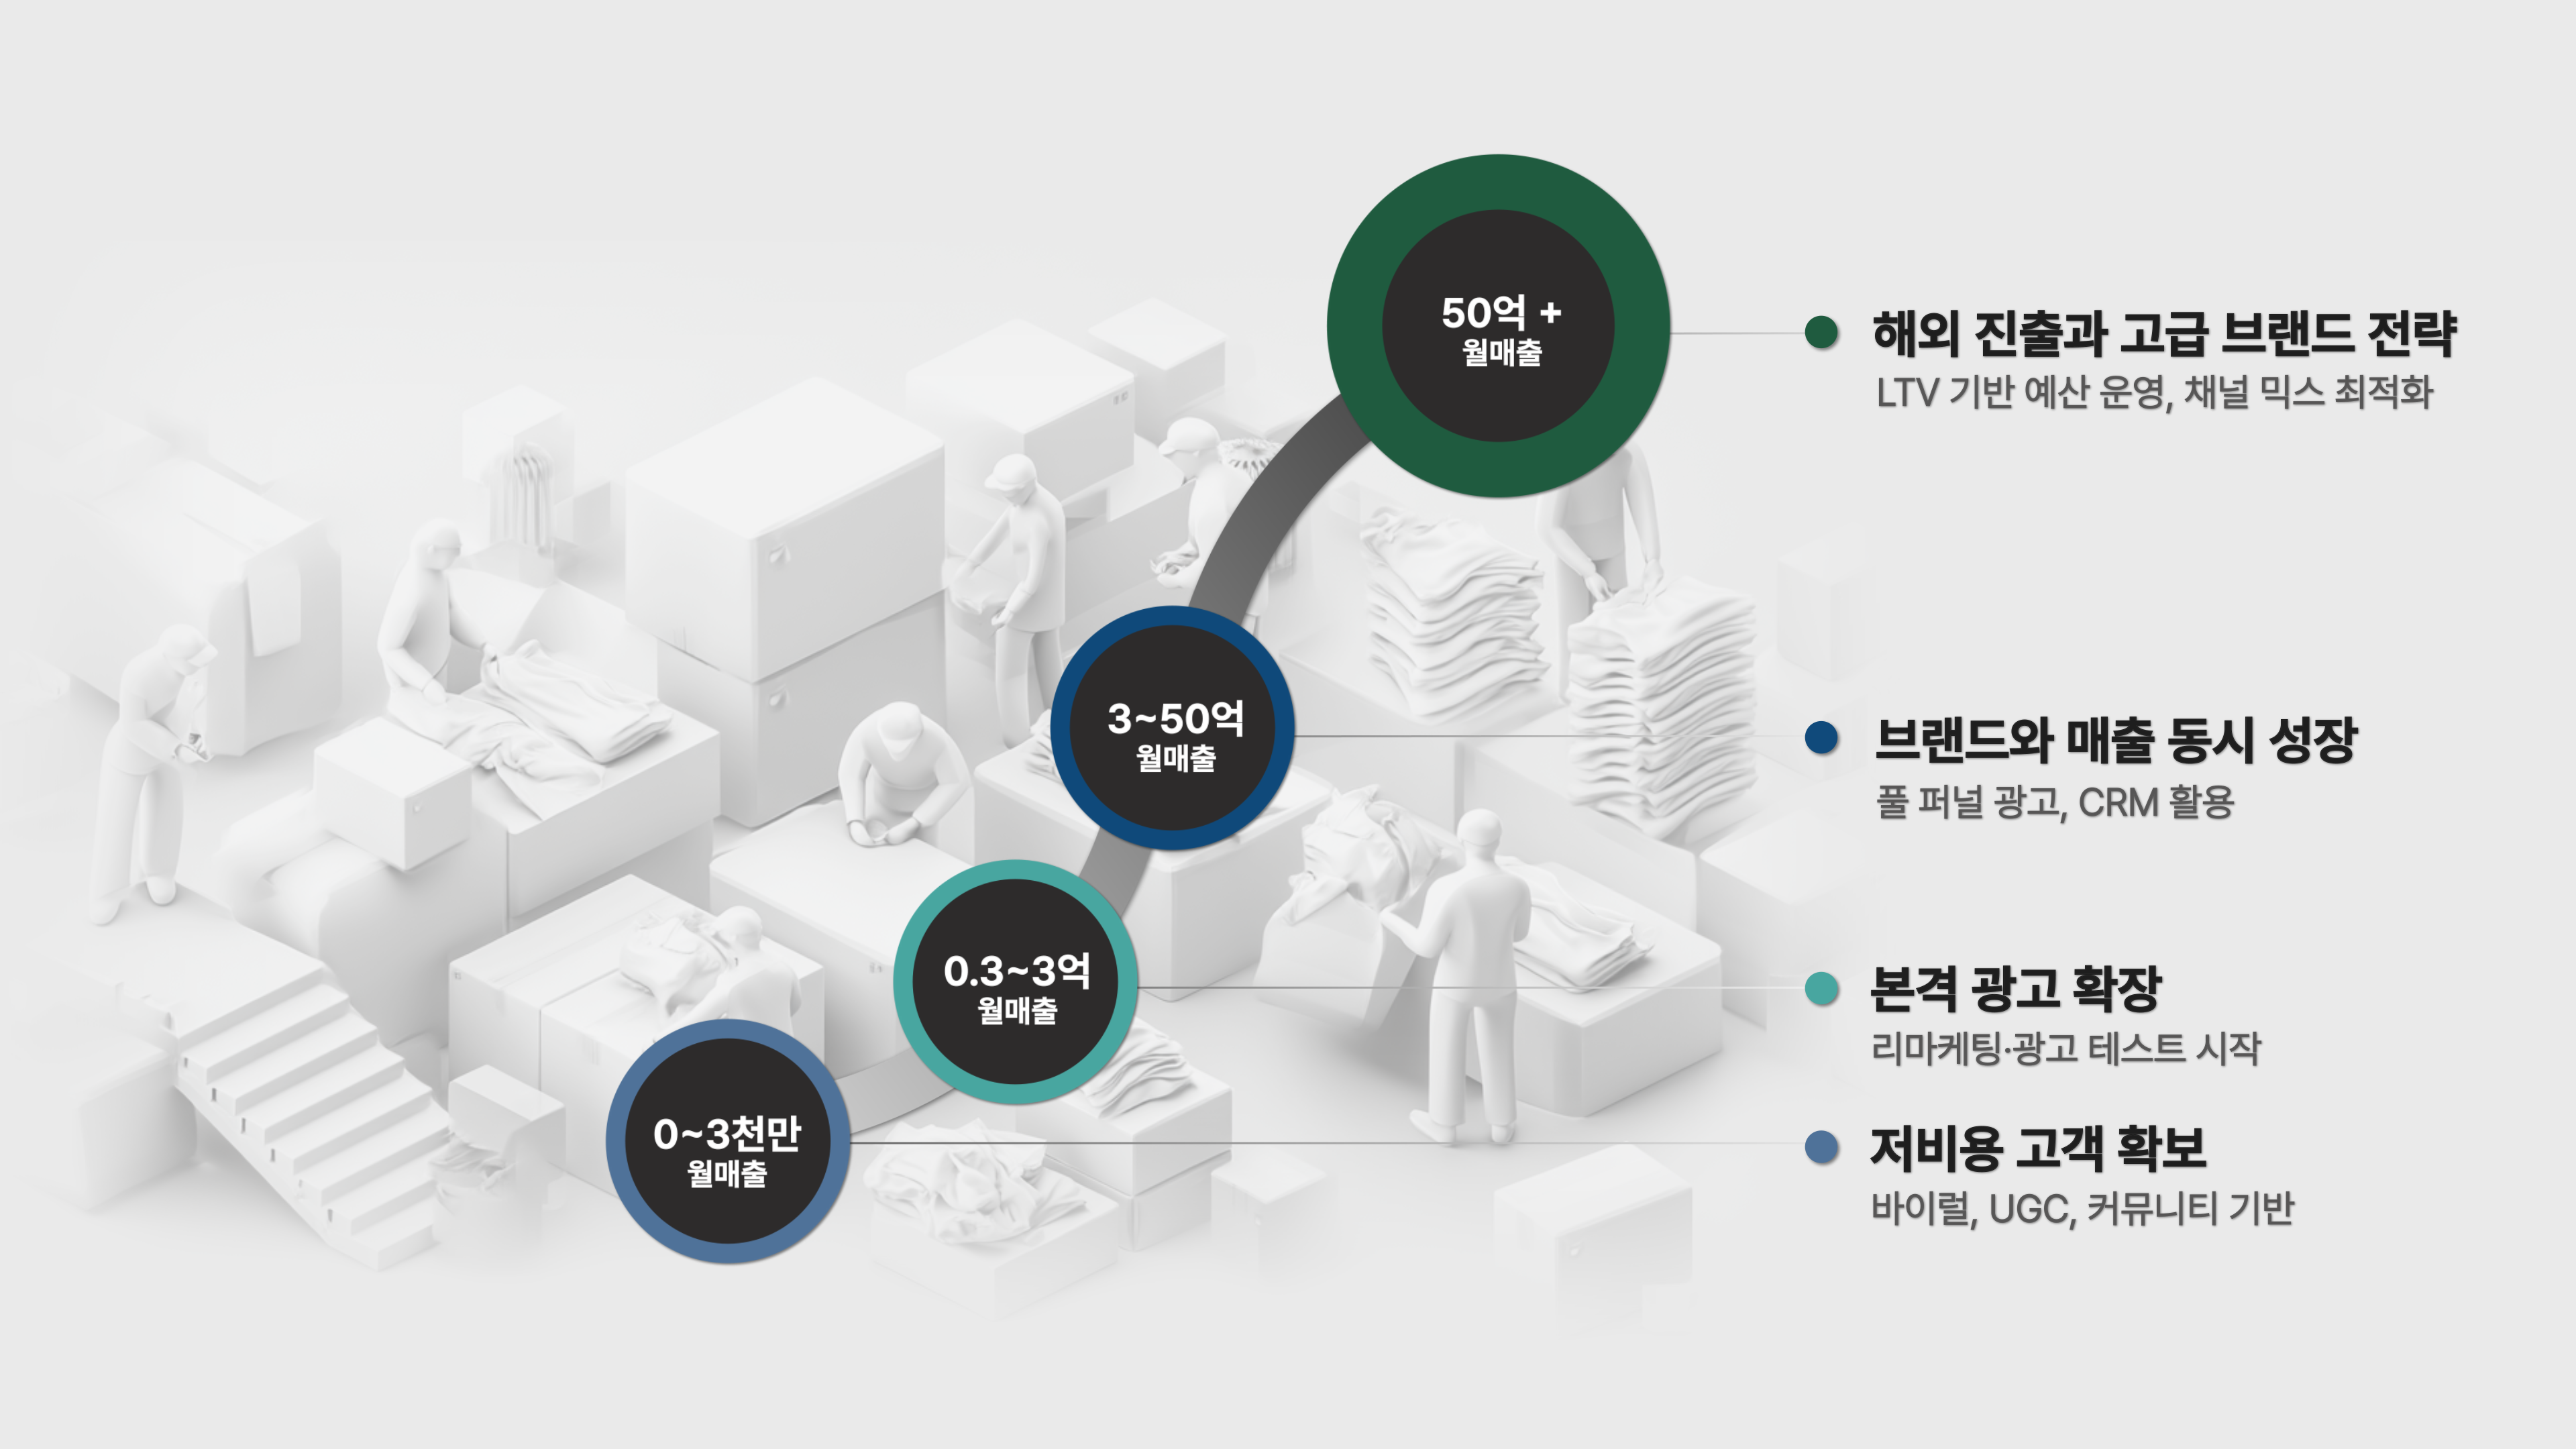 50억 +
월매출
해외 진출과 고급 브랜드 전략
LTV 기반 예산 운영, 채널 믹스 최적화
3~50억
월매출
브랜드와 매출 동시 성장
풀 퍼널 광고, CRM 활용
0.3~3억
월매출
본격 광고 확장
리마케팅·광고 테스트 시작
0~3천만
월매출
저비용 고객 확보
바이럴, UGC, 커뮤니티 기반